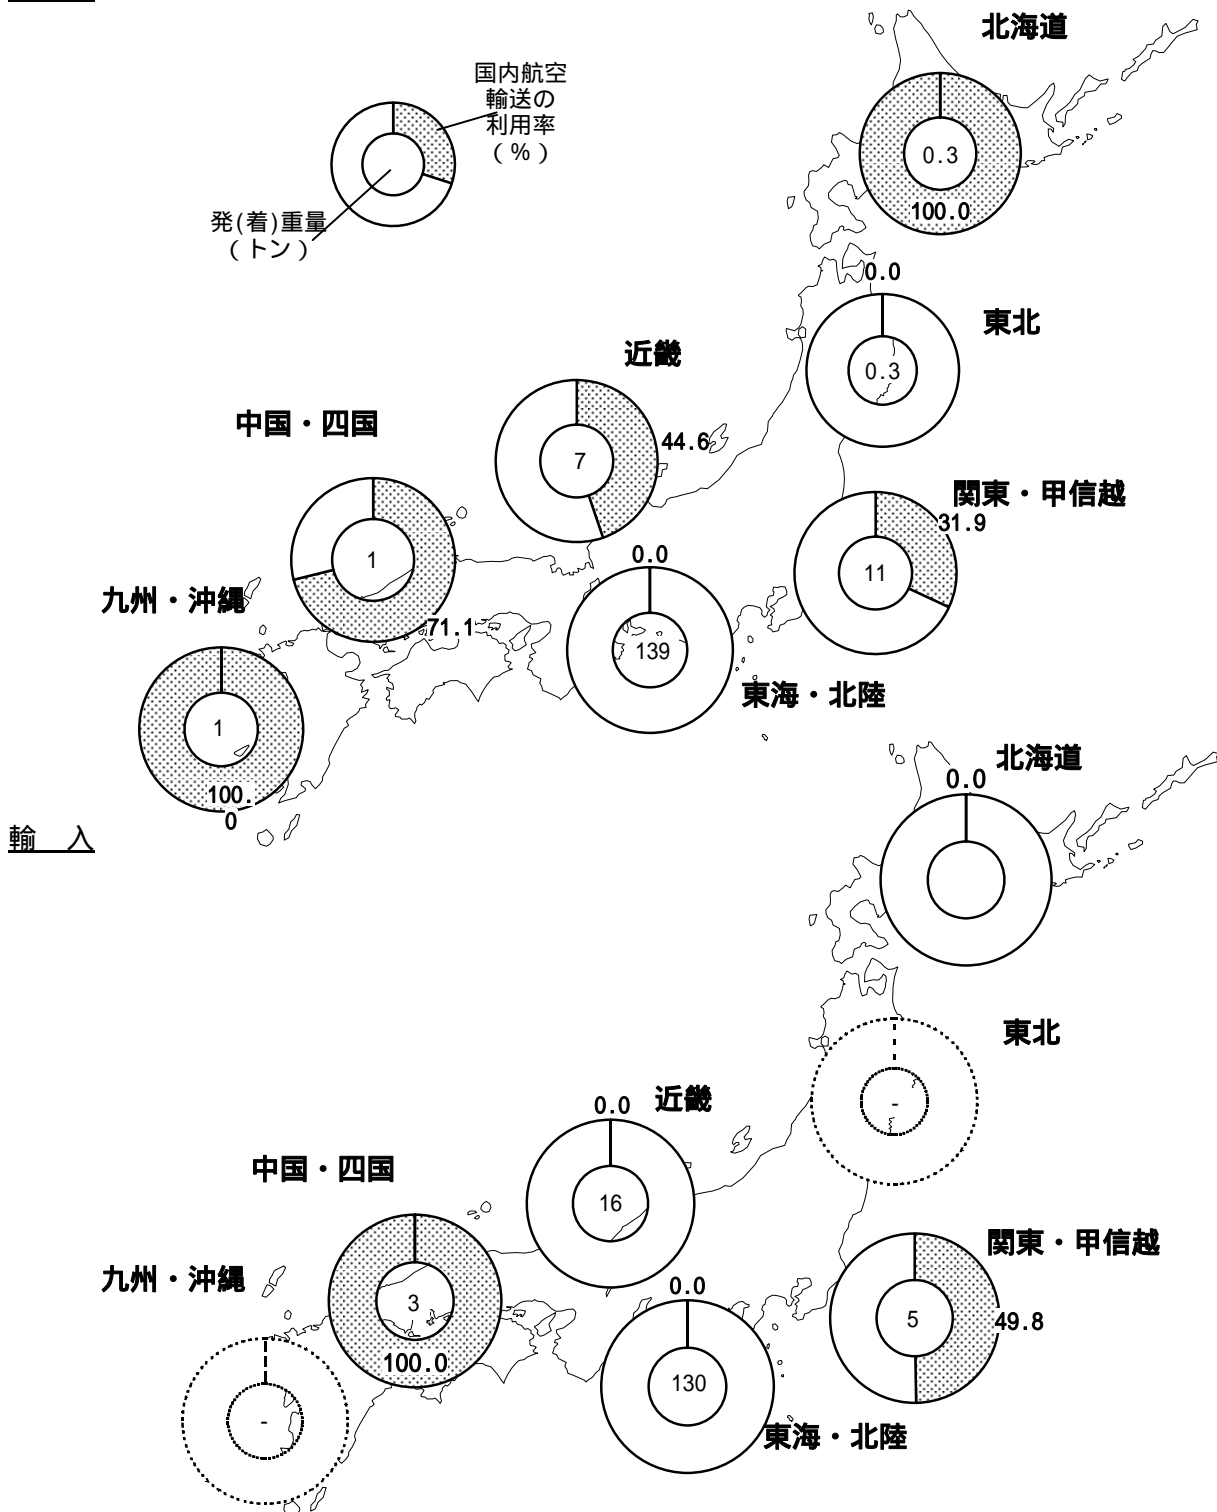 北海道
国内航空
輸送の
利用率
(%)
発(着)重量
(トン)
0.3
100.0
0.0
東北
0.3
近畿
44.6
7
中国・四国
1
71.1
関東・甲信越
31.9
11
0.0
139
東海・北陸
九州・沖縄
1
100.
0
輸 入
北海道
0.0
東北
-
近畿
0.0
16
中国・四国
3
100.0
関東・甲信越
5
49.8
0.0
130
東海・北陸
九州・沖縄
-